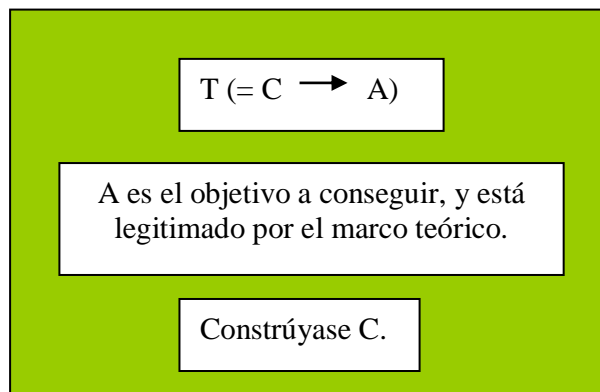 T (= C → A)
A es el objetivo a conseguir, y está
legitimado por el marco teórico.
Constrúyase C.